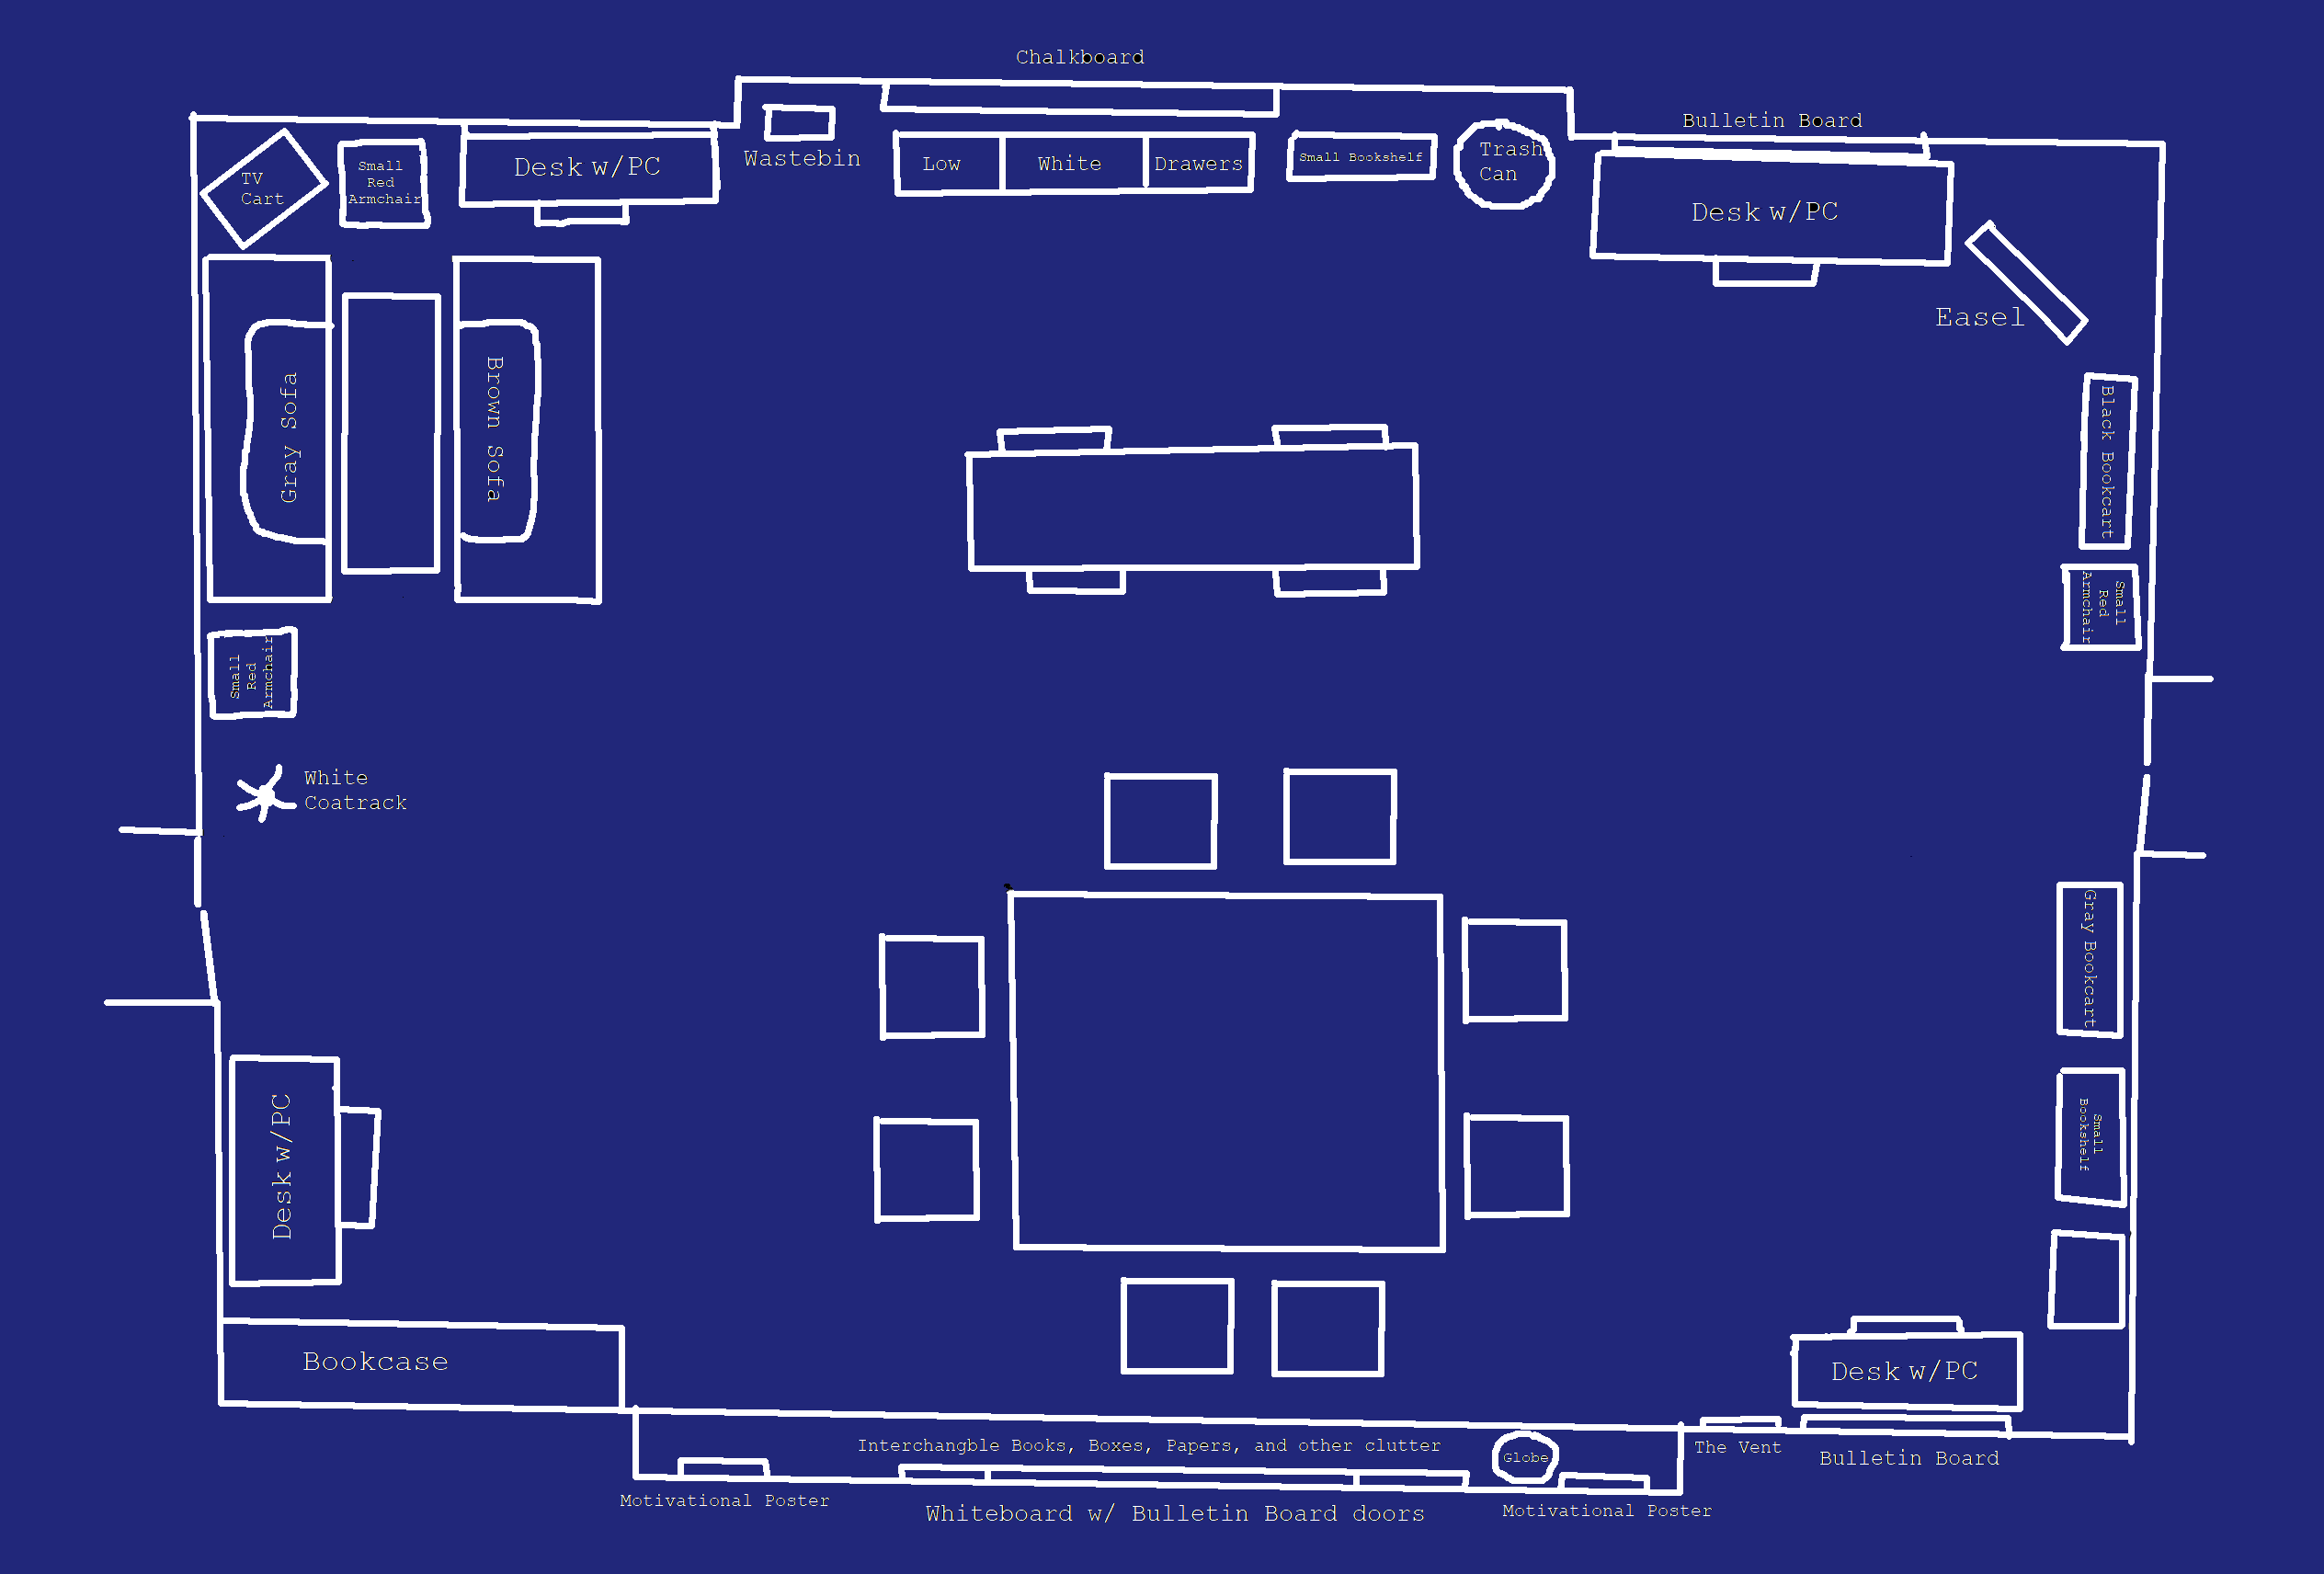 Chalkboard
Bulletin Board
TV
Cart
Small
Red
Armchair
Desk w/PC
Wastebin
Low White Drawers
Small Bookshelf
Trash
Can
Desk w/PC
Easel
Gray Sofa
Brown Sofa
Black Bookcart
Small
Red
Armchair
Small
Red
Armchair
White
Coatrack
Gray Bookcart
Small
Bookshelf
Desk w/PC
Bookcase
Desk w/PC
Interchangble Books, Boxes, Papers, and other clutter
Globe
The Vent
Bulletin Board
Motivational Poster
Whiteboard w/ Bulletin Board doors
Motivational Poster